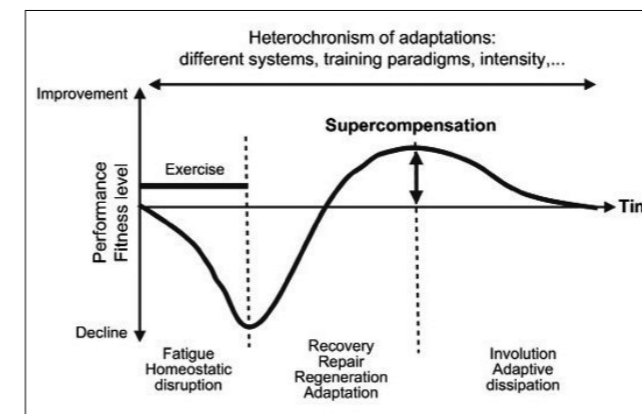 Heterochronism of adaptations:
different systems, training paradigms, intensity,...
Improvement
Supercompensation
Exercise
Performance
Fitness level
Tin
Decline
Fatigue
Homeostatic
disruption
Recovery
Repair
Regeneration
Adaptation
Involution
Adaptive
dissipation